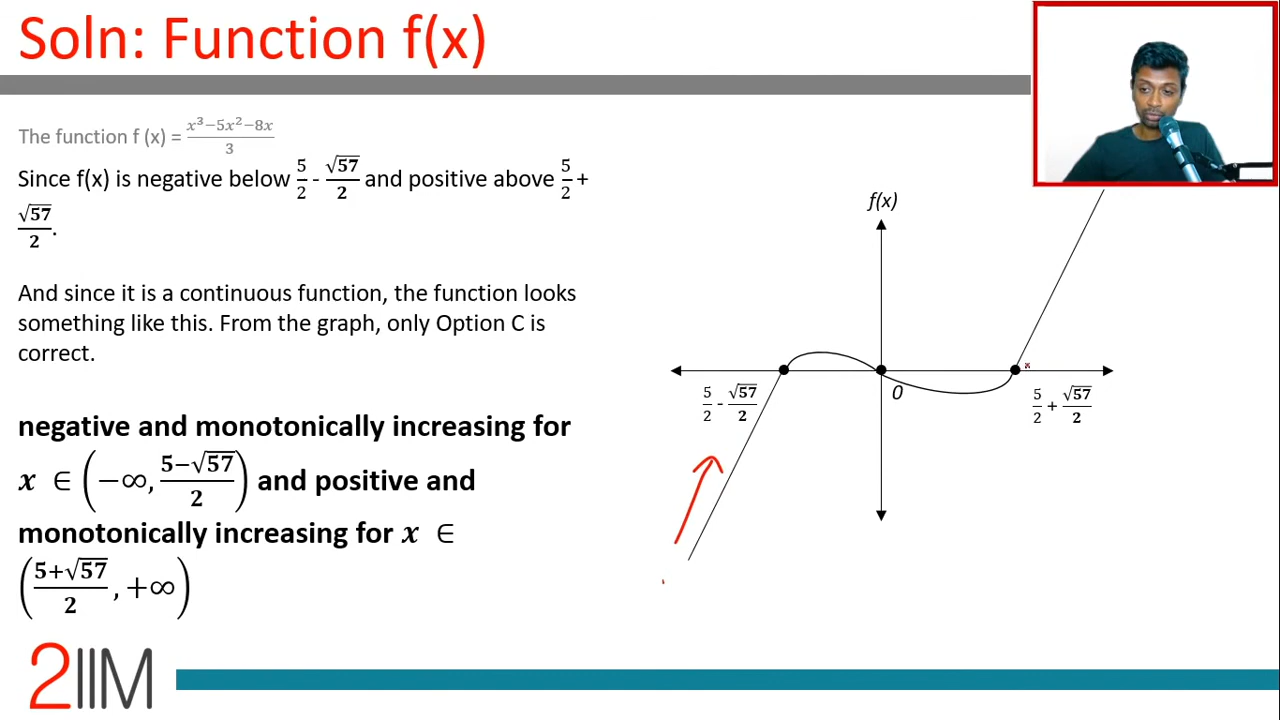 Soln: Function f(x)
The function f (x) = (x³−5x²−8x)/3
Since f(x) is negative below 5/2 - √57/2 and positive above 5/2 +
√57/2.
And since it is a continuous function, the function looks
something like this. From the graph, only Option C is
correct.
negative and monotonically increasing for
x ∈ (−∞, (5−√57)/2) and positive and
monotonically increasing for x ∈
((5+√57)/2, +∞)
f(x)
5/2 - √57/2
0
5/2 + √57/2
2IIM